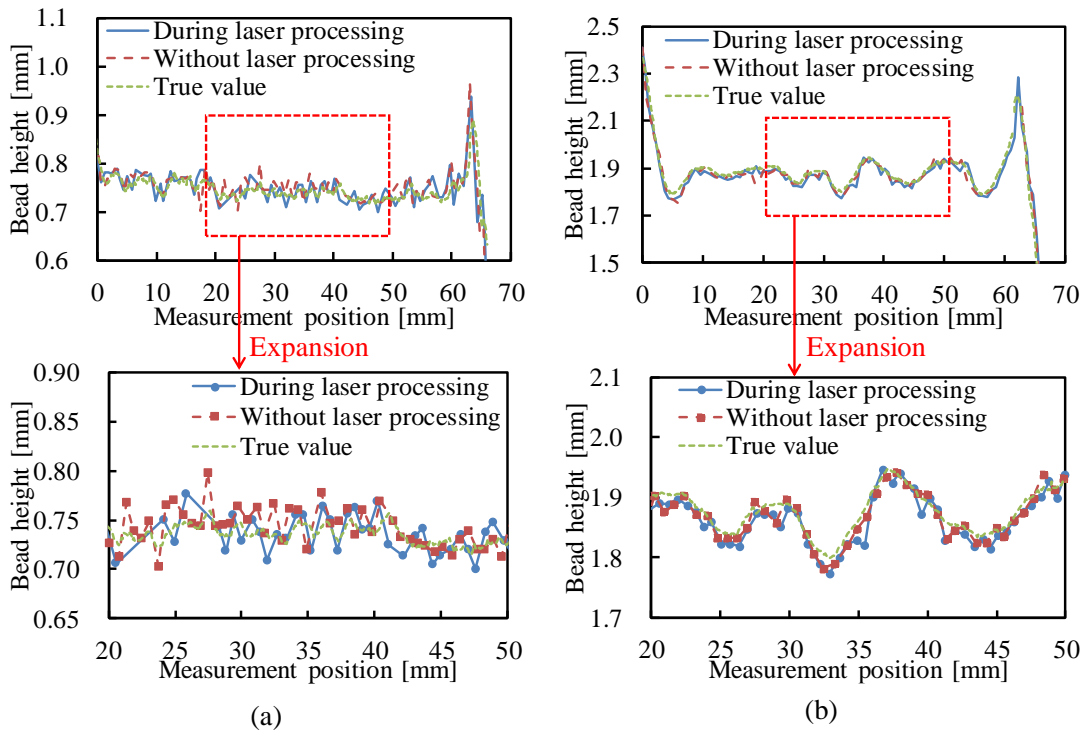 1.1
1.0
0.9
0.8
0.7
0.6
Bead height [mm]
During laser processing
Without laser processing
True value
0 10 20 30 40 50 60 70
Measurement position [mm]
2.5
2.3
2.1
1.9
1.7
1.5
Bead height [mm]
During laser processing
Without laser processing
True value
0 10 20 30 40 50 60 70
Measurement position [mm]
Expansion
Expansion
0.90
0.85
0.80
0.75
0.70
0.65
Bead height [mm]
During laser processing
Without laser processing
True value
20 25 30 35 40 45 50
Measurement position [mm]
(a)
2.1
2.0
1.9
1.8
1.7
Bead height [mm]
During laser processing
Without laser processing
True value
20 25 30 35 40 45 50
Measurement position [mm]
(b)